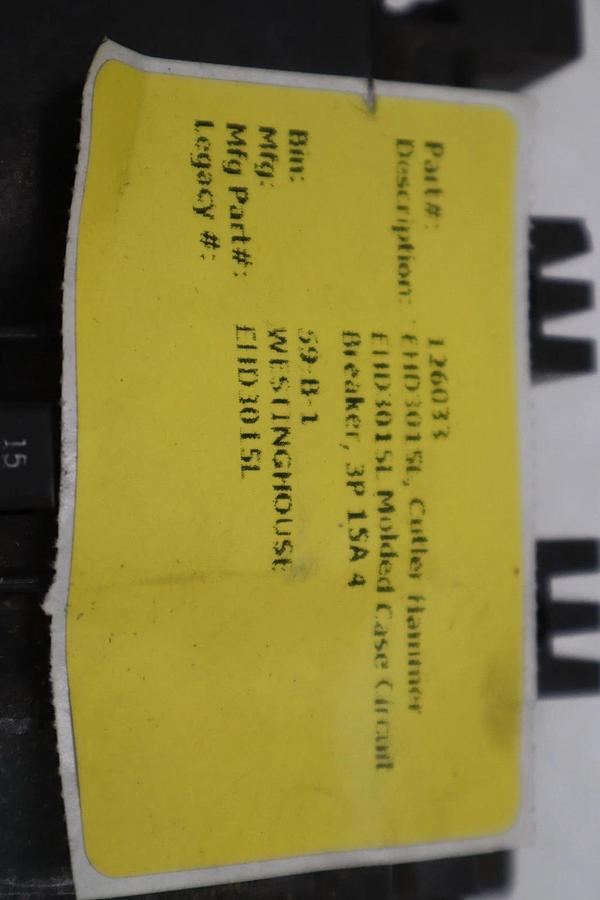 Part#: 126033
Description: EHD3015L, Cutler Hammer
EHD3015L Molded Case Circuit
Breaker, 3P 15A 4
Bin: 59-B-1
Mfg: WESTINGHOUSE
Mfg Part#: EHD3015L
Legacy #:
15